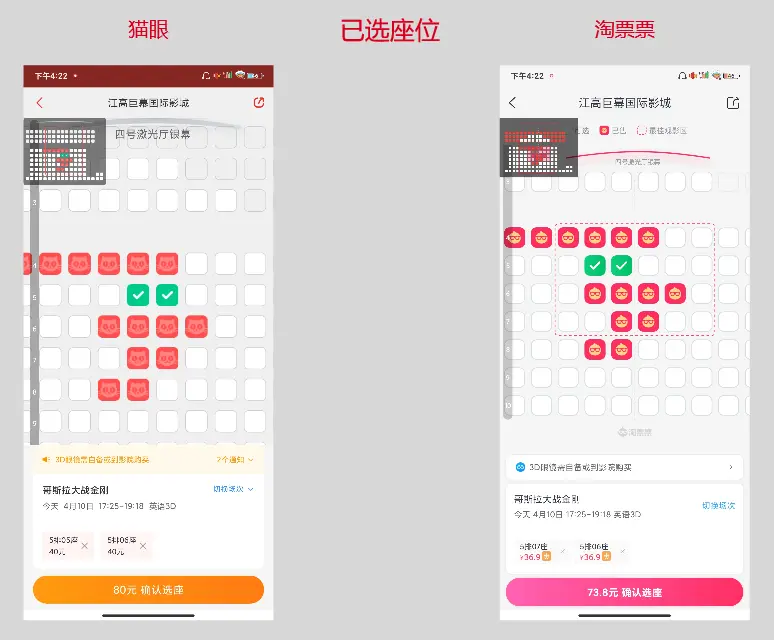 猫眼
已选座位
淘票票
下午4:22
江高巨幕国际影城
四号激光厅银幕
3
4
5
6
7
8
9
3D眼镜需自备或到影院购买
2个通知
哥斯拉大战金刚
切换场次
今天 4月10日 17:25-19:18 英语3D
5排05座
40元
5排06座
40元
80元 确认选座
下午4:22
江高巨幕国际影城
已售
最佳观影区
四号激光厅银幕
5
6
7
8
9
10
淘票票
3D眼镜需自备或到影院购买
哥斯拉大战金刚
切换场次
今天 4月10日 17:25-19:18 英语3D
5排07座
¥36.9
5排06座
¥36.9
73.8元 确认选座